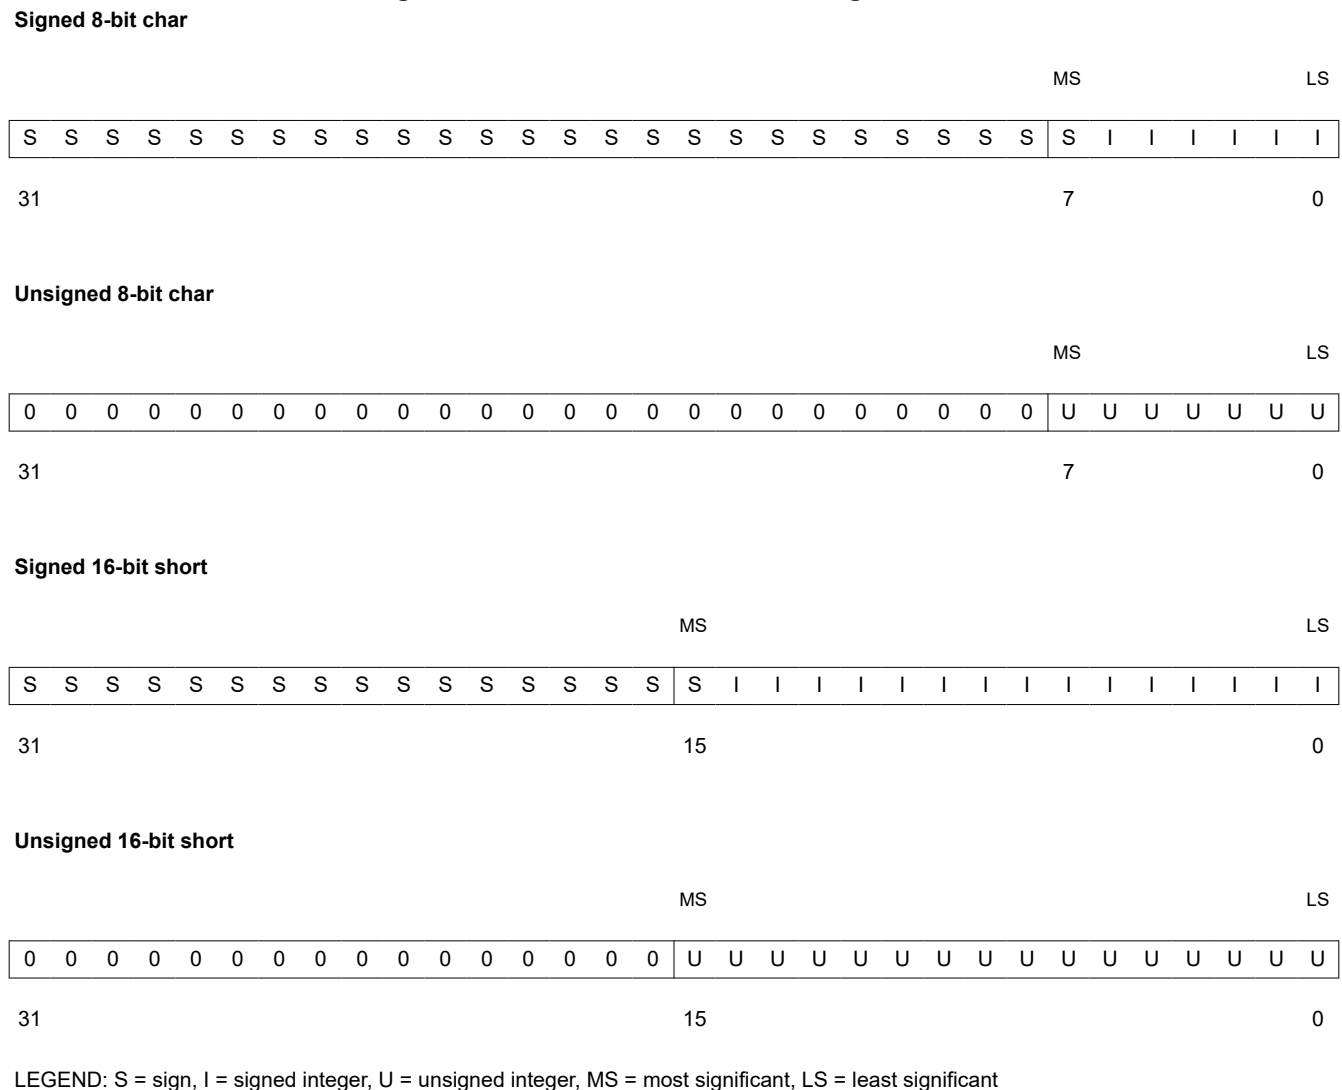 Signed 8-bit char
MS LS
S S S S S S S S S S S S S S S S S S S S S S S S S S I I I I I I
31 7 0
Unsigned 8-bit char
MS LS
0 0 0 0 0 0 0 0 0 0 0 0 0 0 0 0 0 0 0 0 0 0 0 0 0 U U U U U U U
31 7 0
Signed 16-bit short
MS LS
S S S S S S S S S S S S S S S S S I I I I I I I I I I I I I I I
31 15 0
Unsigned 16-bit short
MS LS
0 0 0 0 0 0 0 0 0 0 0 0 0 0 0 0 U U U U U U U U U U U U U U U U
31 15 0
LEGEND: S = sign, I = signed integer, U = unsigned integer, MS = most significant, LS = least significant